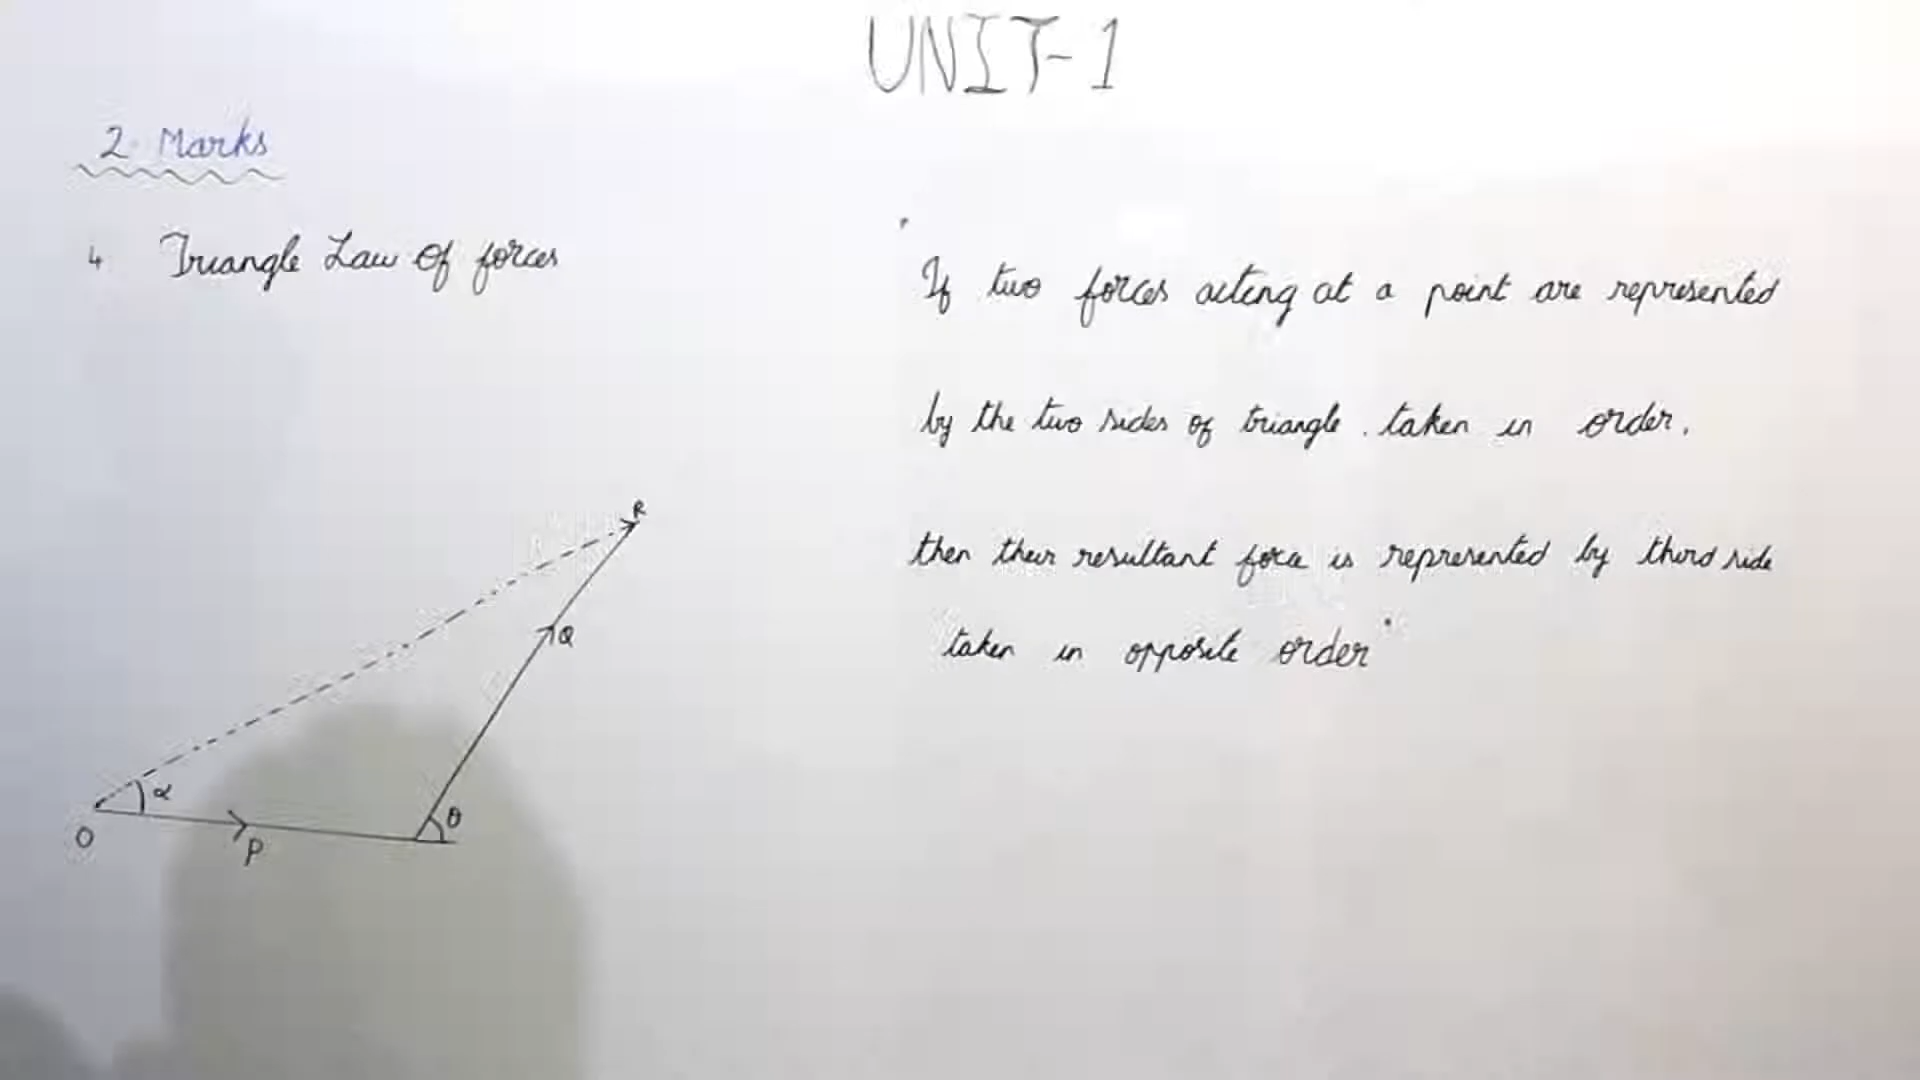 UNIT-1
2 Marks
4 Triangle Law Of forces
"If two forces acting at a point are represented
by the two sides of triangle. taken in order,
then their resultant force is represented by third side
taken in opposite order"
R
Q
α
θ
O
P